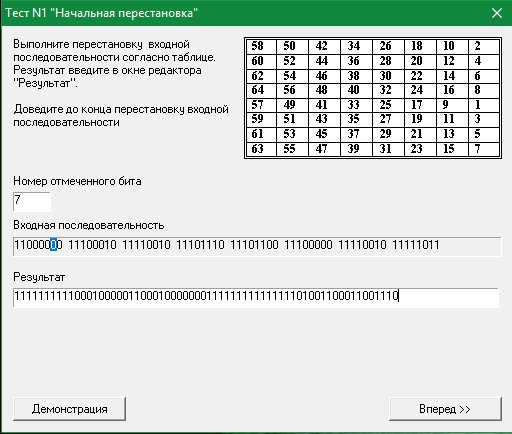 Тест N1 "Начальная перестановка"
Выполните перестановку входной
последовательности согласно таблице.
Результат введите в окне редактора
"Результат".
Доведите до конца перестановку входной
последовательности
58 50 42 34 26 18 10 2
60 52 44 36 28 20 12 4
62 54 46 38 30 22 14 6
64 56 48 40 32 24 16 8
57 49 41 33 25 17 9 1
59 51 43 35 27 19 11 3
61 53 45 37 29 21 13 5
63 55 47 39 31 23 15 7
Номер отмеченного бита
7
Входная последовательность
11000000 11100010 11110010 11101110 11101100 11100000 11110010 11111011
Результат
1111111111000100000110001000000011111111111111101001100011001110
Демонстрация
Вперед >>